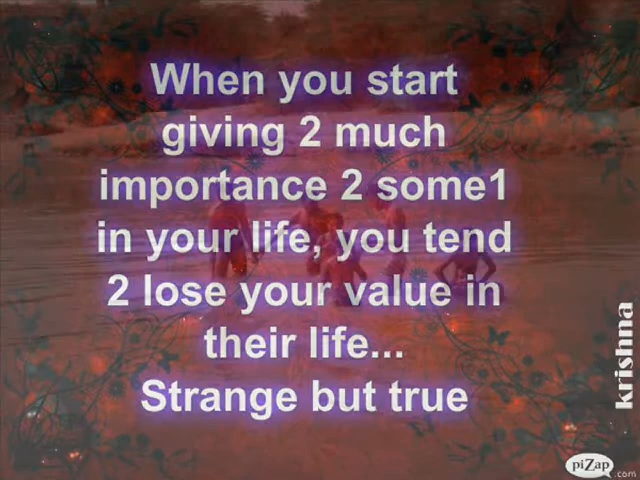 When you start
giving 2 much
importance 2 some1
in your life, you tend
2 lose your value in
their life...
Strange but true
krishna
piZap
.com